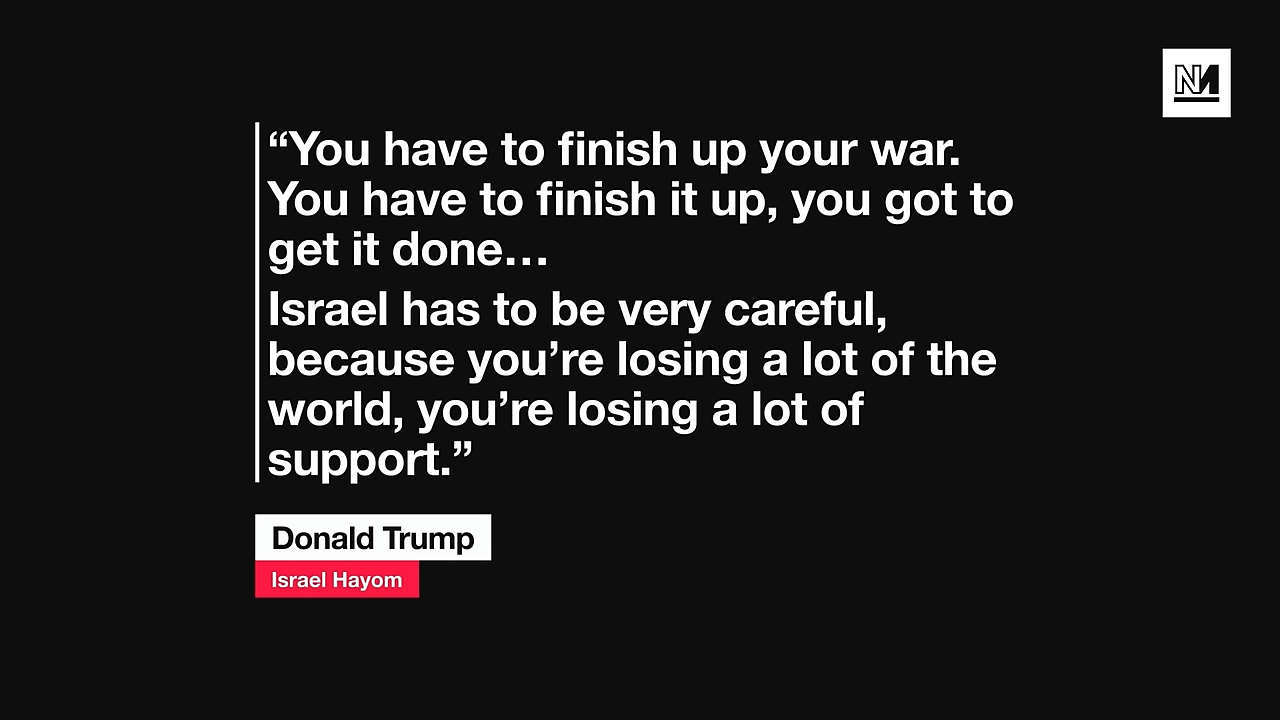 NM
“You have to finish up your war.
You have to finish it up, you got to
get it done…
Israel has to be very careful,
because you’re losing a lot of the
world, you’re losing a lot of
support.”
Donald Trump
Israel Hayom